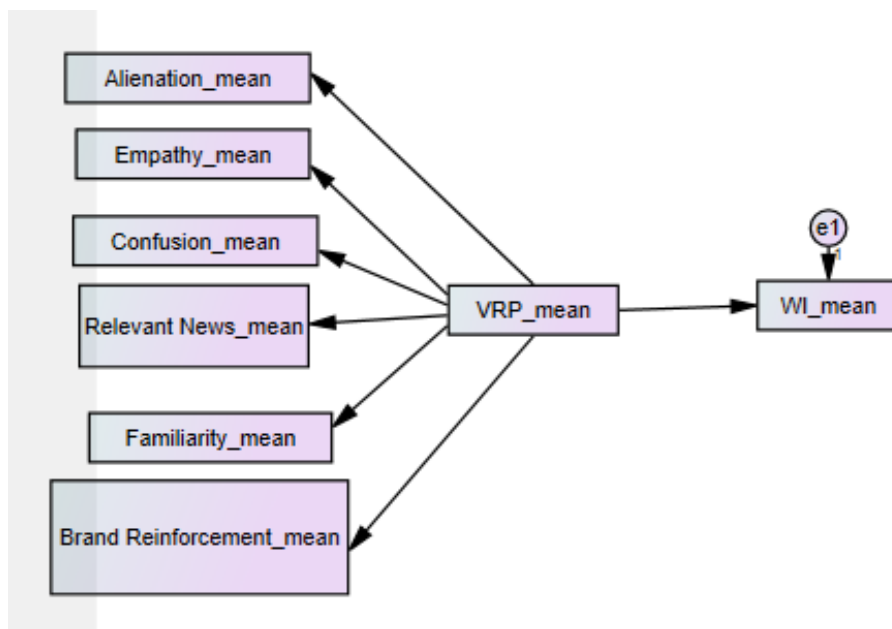 Alienation_mean
Empathy_mean
Confusion_mean
Relevant News_mean
Familiarity_mean
Brand Reinforcement_mean
VRP_mean
e1
1
WI_mean